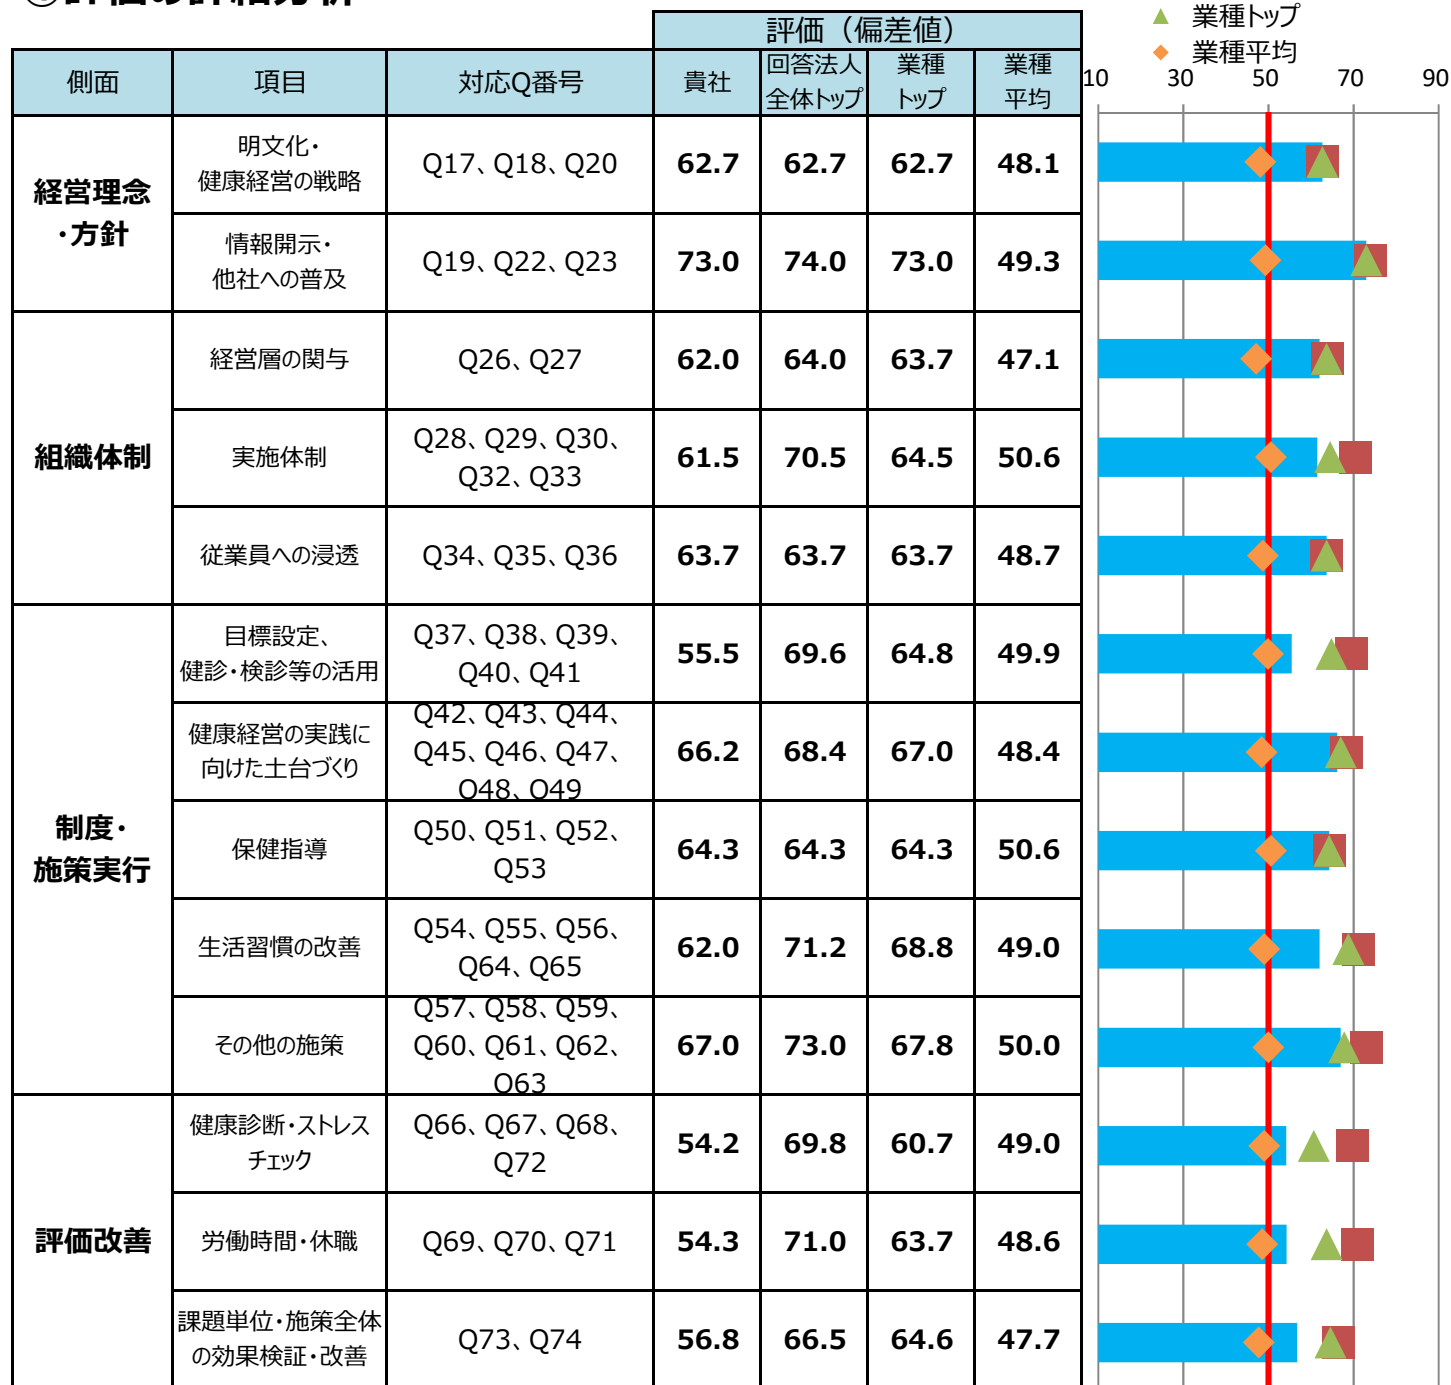 評価（偏差値）
▲ 業種トップ
◆ 業種平均
側面 項目 対応Q番号 貴社 回答法人 業種 業種
全体トップ トップ 平均
10 30 50 70 90
経営理念
・方針
明文化・
健康経営の戦略
Q17、Q18、Q20 62.7 62.7 62.7 48.1
情報開示・
他社への普及
Q19、Q22、Q23 73.0 74.0 73.0 49.3
組織体制
経営層の関与 Q26、Q27 62.0 64.0 63.7 47.1
実施体制
Q28、Q29、Q30、
Q32、Q33
61.5 70.5 64.5 50.6
従業員への浸透 Q34、Q35、Q36 63.7 63.7 63.7 48.7
制度・
施策実行
目標設定、
健診・検診等の活用
Q37、Q38、Q39、
Q40、Q41
55.5 69.6 64.8 49.9
健康経営の実践に
向けた土台づくり
Q42、Q43、Q44、
Q45、Q46、Q47、
Q48、Q49
66.2 68.4 67.0 48.4
保健指導
Q50、Q51、Q52、
Q53
64.3 64.3 64.3 50.6
生活習慣の改善
Q54、Q55、Q56、
Q64、Q65
62.0 71.2 68.8 49.0
その他の施策
Q57、Q58、Q59、
Q60、Q61、Q62、
Q63
67.0 73.0 67.8 50.0
評価改善
健康診断・ストレス
チェック
Q66、Q67、Q68、
Q72
54.2 69.8 60.7 49.0
労働時間・休職 Q69、Q70、Q71 54.3 71.0 63.7 48.6
課題単位・施策全体
の効果検証・改善
Q73、Q74 56.8 66.5 64.6 47.7